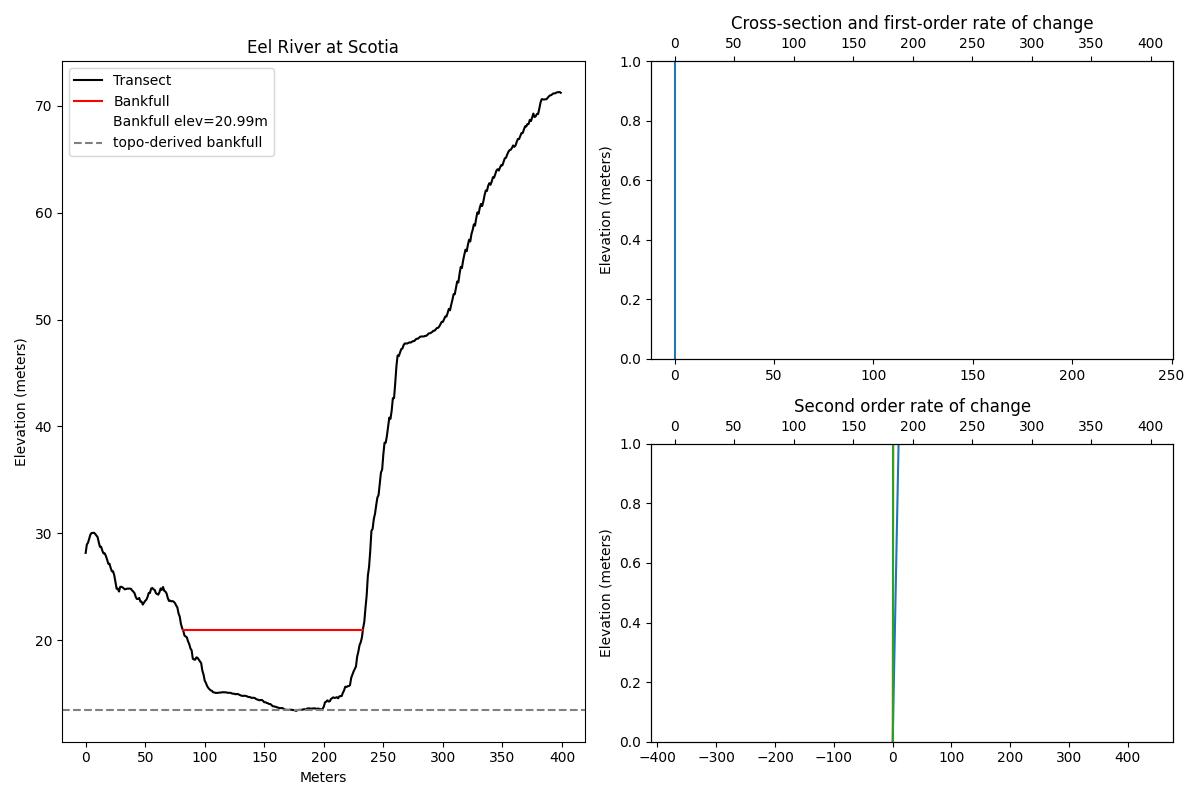 Eel River at Scotia
Transect
Bankfull
Bankfull elev=20.99m
topo-derived bankfull
Elevation (meters)
70
60
50
40
30
20
0 50 100 150 200 250 300 350 400
Meters
Cross-section and first-order rate of change
0 50 100 150 200 250 300 350 400
Elevation (meters)
1.0
0.8
0.6
0.4
0.2
0.0
0 50 100 150 200 250
Second order rate of change
0 50 100 150 200 250 300 350 400
Elevation (meters)
1.0
0.8
0.6
0.4
0.2
0.0
−400 −300 −200 −100 0 100 200 300 400